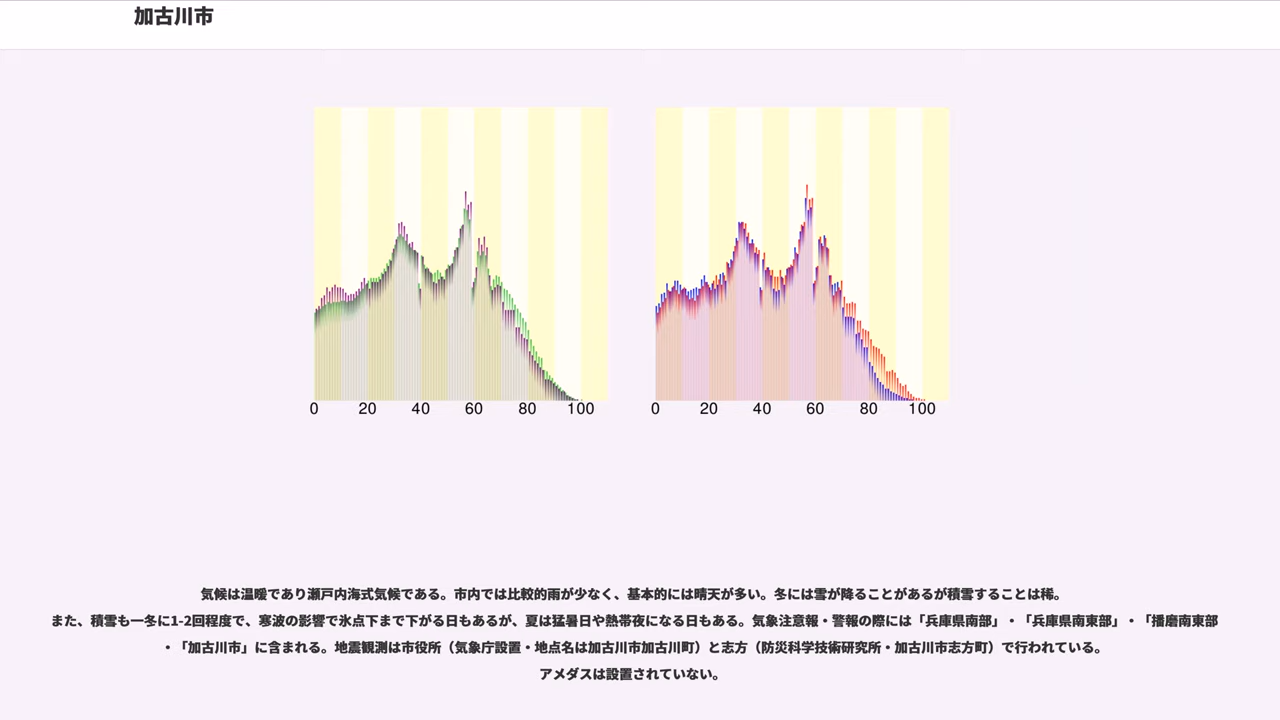 加古川市
0 20 40 60 80 100
0 20 40 60 80 100
気候は温暖であり瀬戸内海式気候である。市内では比較的雨が少なく、基本的には晴天が多い。冬には雪が降ることがあるが積雪することは稀。
また、積雪も一冬に1-2回程度で、寒波の影響で氷点下まで下がる日もあるが、夏は猛暑日や熱帯夜になる日もある。気象注意報・警報の際には「兵庫県南部」・「兵庫県南東部」・「播磨南東部
・「加古川市」に含まれる。地震観測は市役所（気象庁設置・地点名は加古川市加古川町）と志方（防災科学技術研究所・加古川市志方町）で行われている。
アメダスは設置されていない。